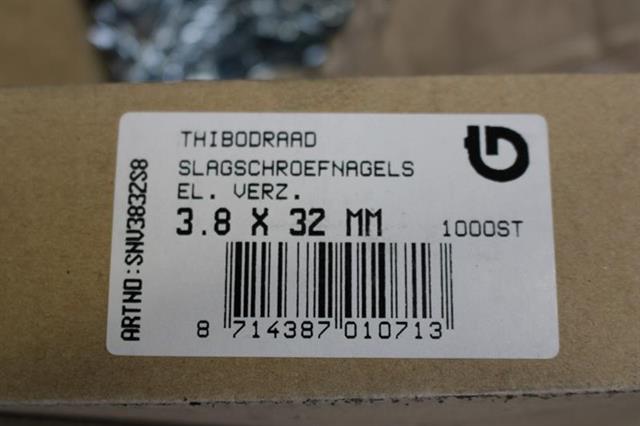 THIBODRAAD
SLAGSCHROEFNAGELS
EL. VERZ.
3.8 X 32 MM
1000ST
ARTNO:SNV3832S8
8 714387 010713